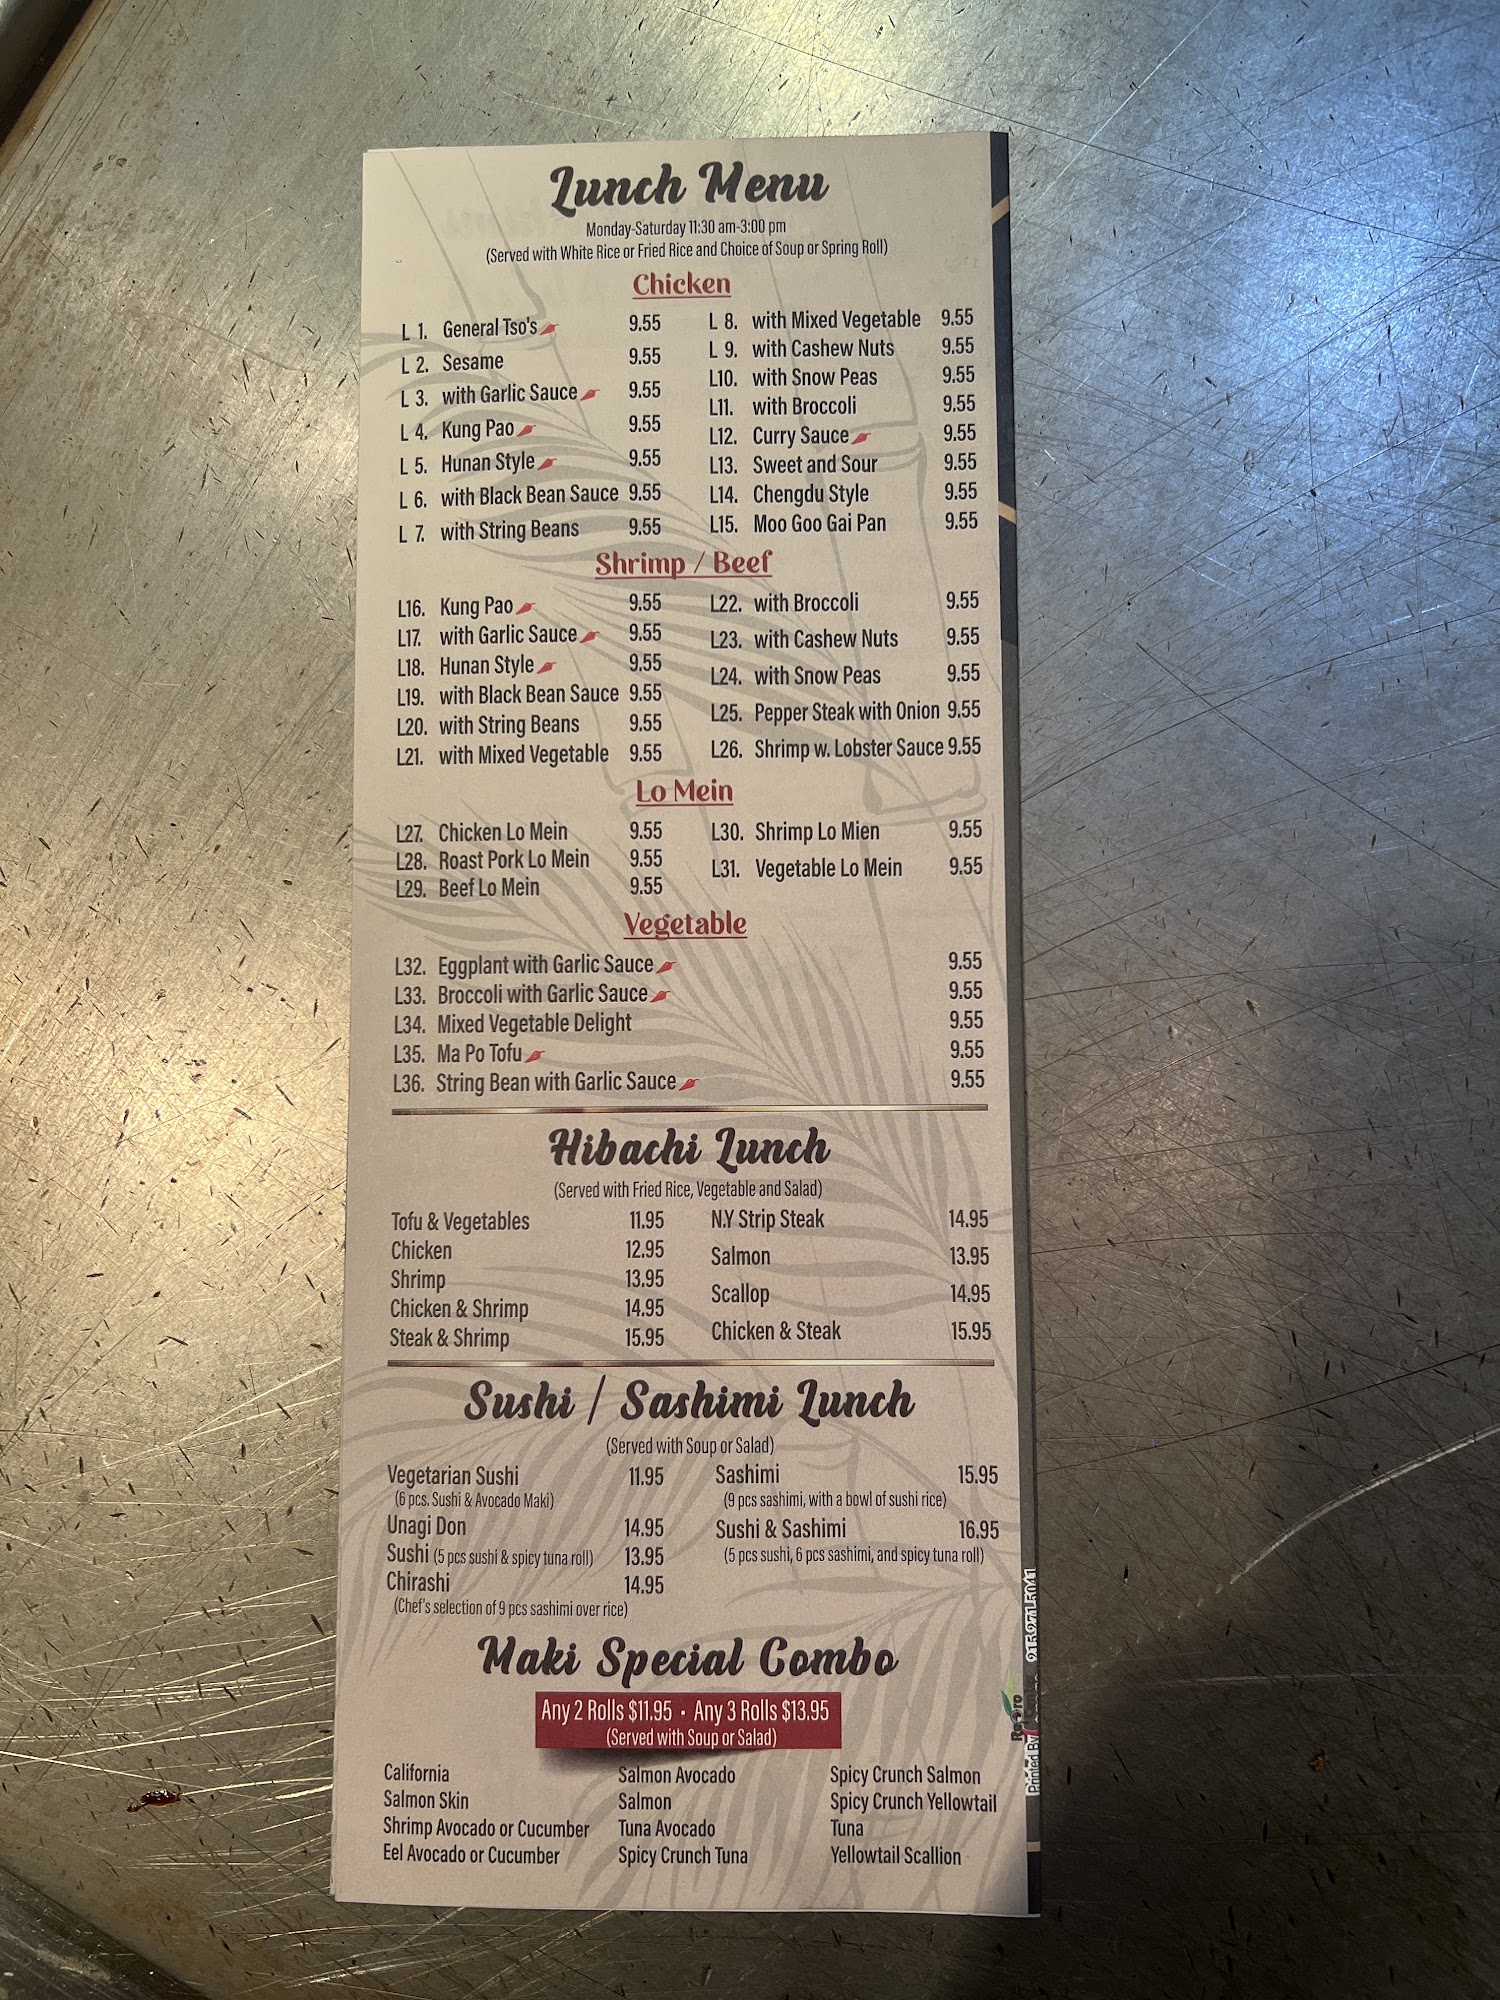 Lunch Menu
Monday-Saturday 11:30 am-3:00 pm
(Served with White Rice or Fried Rice and Choice of Soup or Spring Roll)
Chicken
L 1. General Tso's 9.55
L 2. Sesame 9.55
L 3. with Garlic Sauce 9.55
L 4. Kung Pao 9.55
L 5. Hunan Style 9.55
L 6. with Black Bean Sauce 9.55
L 7. with String Beans 9.55
L 8. with Mixed Vegetable 9.55
L 9. with Cashew Nuts 9.55
L10. with Snow Peas 9.55
L11. with Broccoli 9.55
L12. Curry Sauce 9.55
L13. Sweet and Sour 9.55
L14. Chengdu Style 9.55
L15. Moo Goo Gai Pan 9.55
Shrimp / Beef
L16. Kung Pao 9.55
L17. with Garlic Sauce 9.55
L18. Hunan Style 9.55
L19. with Black Bean Sauce 9.55
L20. with String Beans 9.55
L21. with Mixed Vegetable 9.55
L22. with Broccoli 9.55
L23. with Cashew Nuts 9.55
L24. with Snow Peas 9.55
L25. Pepper Steak with Onion 9.55
L26. Shrimp w. Lobster Sauce 9.55
Lo Mein
L27. Chicken Lo Mein 9.55
L28. Roast Pork Lo Mein 9.55
L29. Beef Lo Mein 9.55
L30. Shrimp Lo Mien 9.55
L31. Vegetable Lo Mein 9.55
Vegetable
L32. Eggplant with Garlic Sauce 9.55
L33. Broccoli with Garlic Sauce 9.55
L34. Mixed Vegetable Delight 9.55
L35. Ma Po Tofu 9.55
L36. String Bean with Garlic Sauce 9.55
Hibachi Lunch
(Served with Fried Rice, Vegetable and Salad)
Tofu & Vegetables 11.95
Chicken 12.95
Shrimp 13.95
Chicken & Shrimp 14.95
Steak & Shrimp 15.95
N.Y Strip Steak 14.95
Salmon 13.95
Scallop 14.95
Chicken & Steak 15.95
Sushi / Sashimi Lunch
(Served with Soup or Salad)
Vegetarian Sushi 11.95
(6 pcs. Sushi & Avocado Maki)
Unagi Don 14.95
Sushi (5 pcs sushi & spicy tuna roll) 13.95
Chirashi 14.95
(Chef's selection of 9 pcs sashimi over rice)
Sashimi 15.95
(9 pcs sashimi, with a bowl of sushi rice)
Sushi & Sashimi 16.95
(5 pcs sushi, 6 pcs sashimi, and spicy tuna roll)
Maki Special Combo
Any 2 Rolls $11.95 • Any 3 Rolls $13.95
(Served with Soup or Salad)
California
Salmon Skin
Shrimp Avocado or Cucumber
Eel Avocado or Cucumber
Salmon Avocado
Salmon
Tuna Avocado
Spicy Crunch Tuna
Spicy Crunch Salmon
Spicy Crunch Yellowtail
Tuna
Yellowtail Scallion
Printed By
215.271.5041